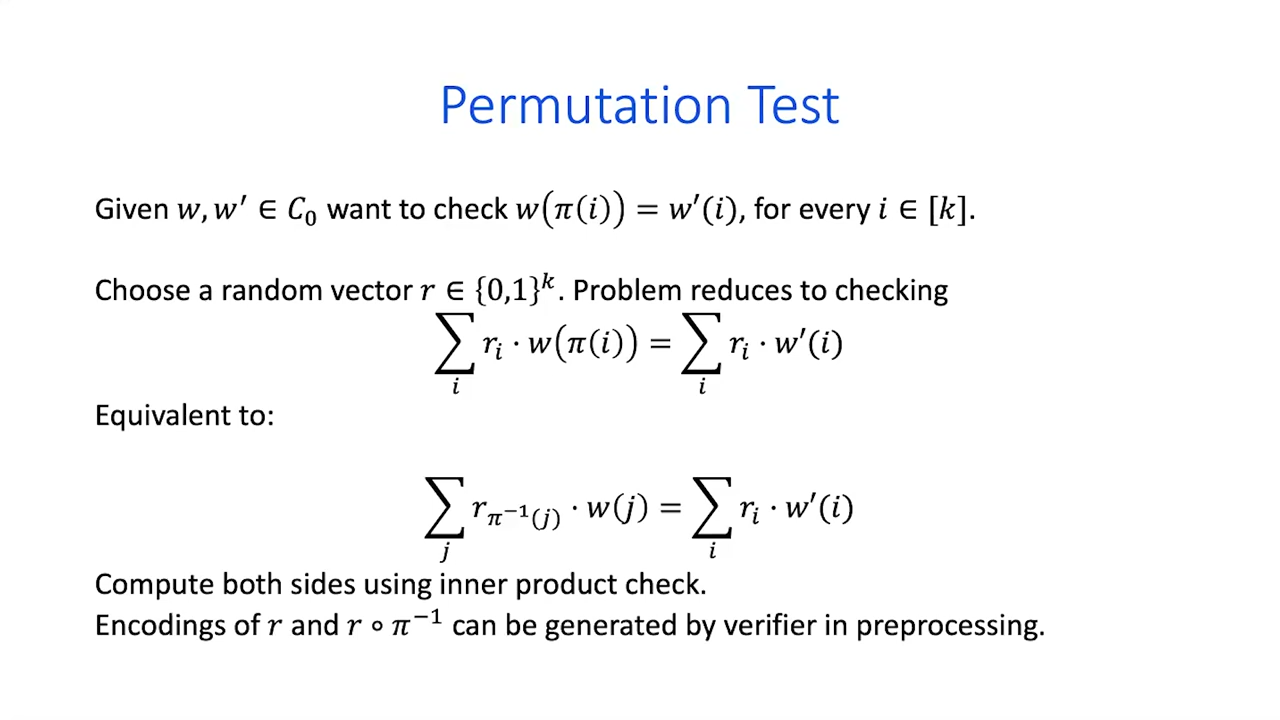 Permutation Test
Given 𝑤, 𝑤′ ∈ 𝐶₀ want to check 𝑤(𝜋(𝑖)) = 𝑤′(𝑖), for every 𝑖 ∈ [𝑘].
Choose a random vector 𝑟 ∈ {0,1}ᵏ. Problem reduces to checking
∑ᵢ 𝑟ᵢ · 𝑤(𝜋(𝑖)) = ∑ᵢ 𝑟ᵢ · 𝑤′(𝑖)
Equivalent to:
∑ⱼ 𝑟_{𝜋⁻¹(𝑗)} · 𝑤(𝑗) = ∑ᵢ 𝑟ᵢ · 𝑤′(𝑖)
Compute both sides using inner product check.
Encodings of 𝑟 and 𝑟 ∘ 𝜋⁻¹ can be generated by verifier in preprocessing.